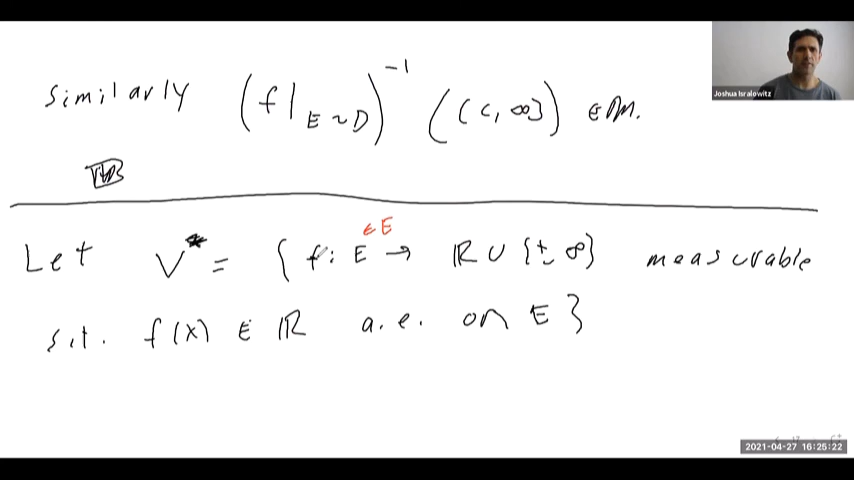 Joshua Isralowitz
Similarly (f|_{E~D})^{-1} ((c, ∞]) ∈ M.
∈ E
Let V* = { f: E → ℝ ∪ {± ∞} measurable
s.t. f(x) ∈ ℝ a.e. on E }
2021-04-27 16:25:22